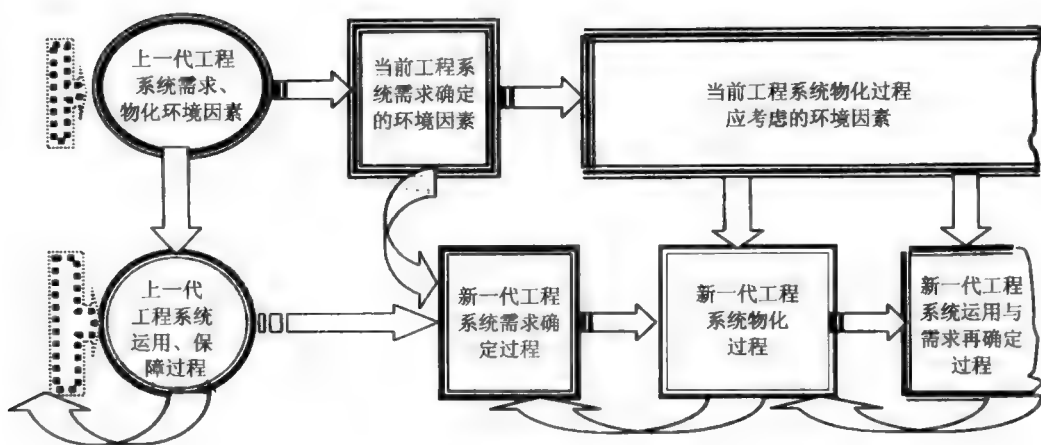 上一代工程
系统需求、
物化环境因素
当前工程系
统需求确定
的环境因素
当前工程系统物化过程
应考虑的环境因素
上一代
工程系统
运用、保
障过程
新一代工程
系统需求确
定过程
新一代工程
系统物化
过程
新一代工程
系统运用与
需求再确定
过程